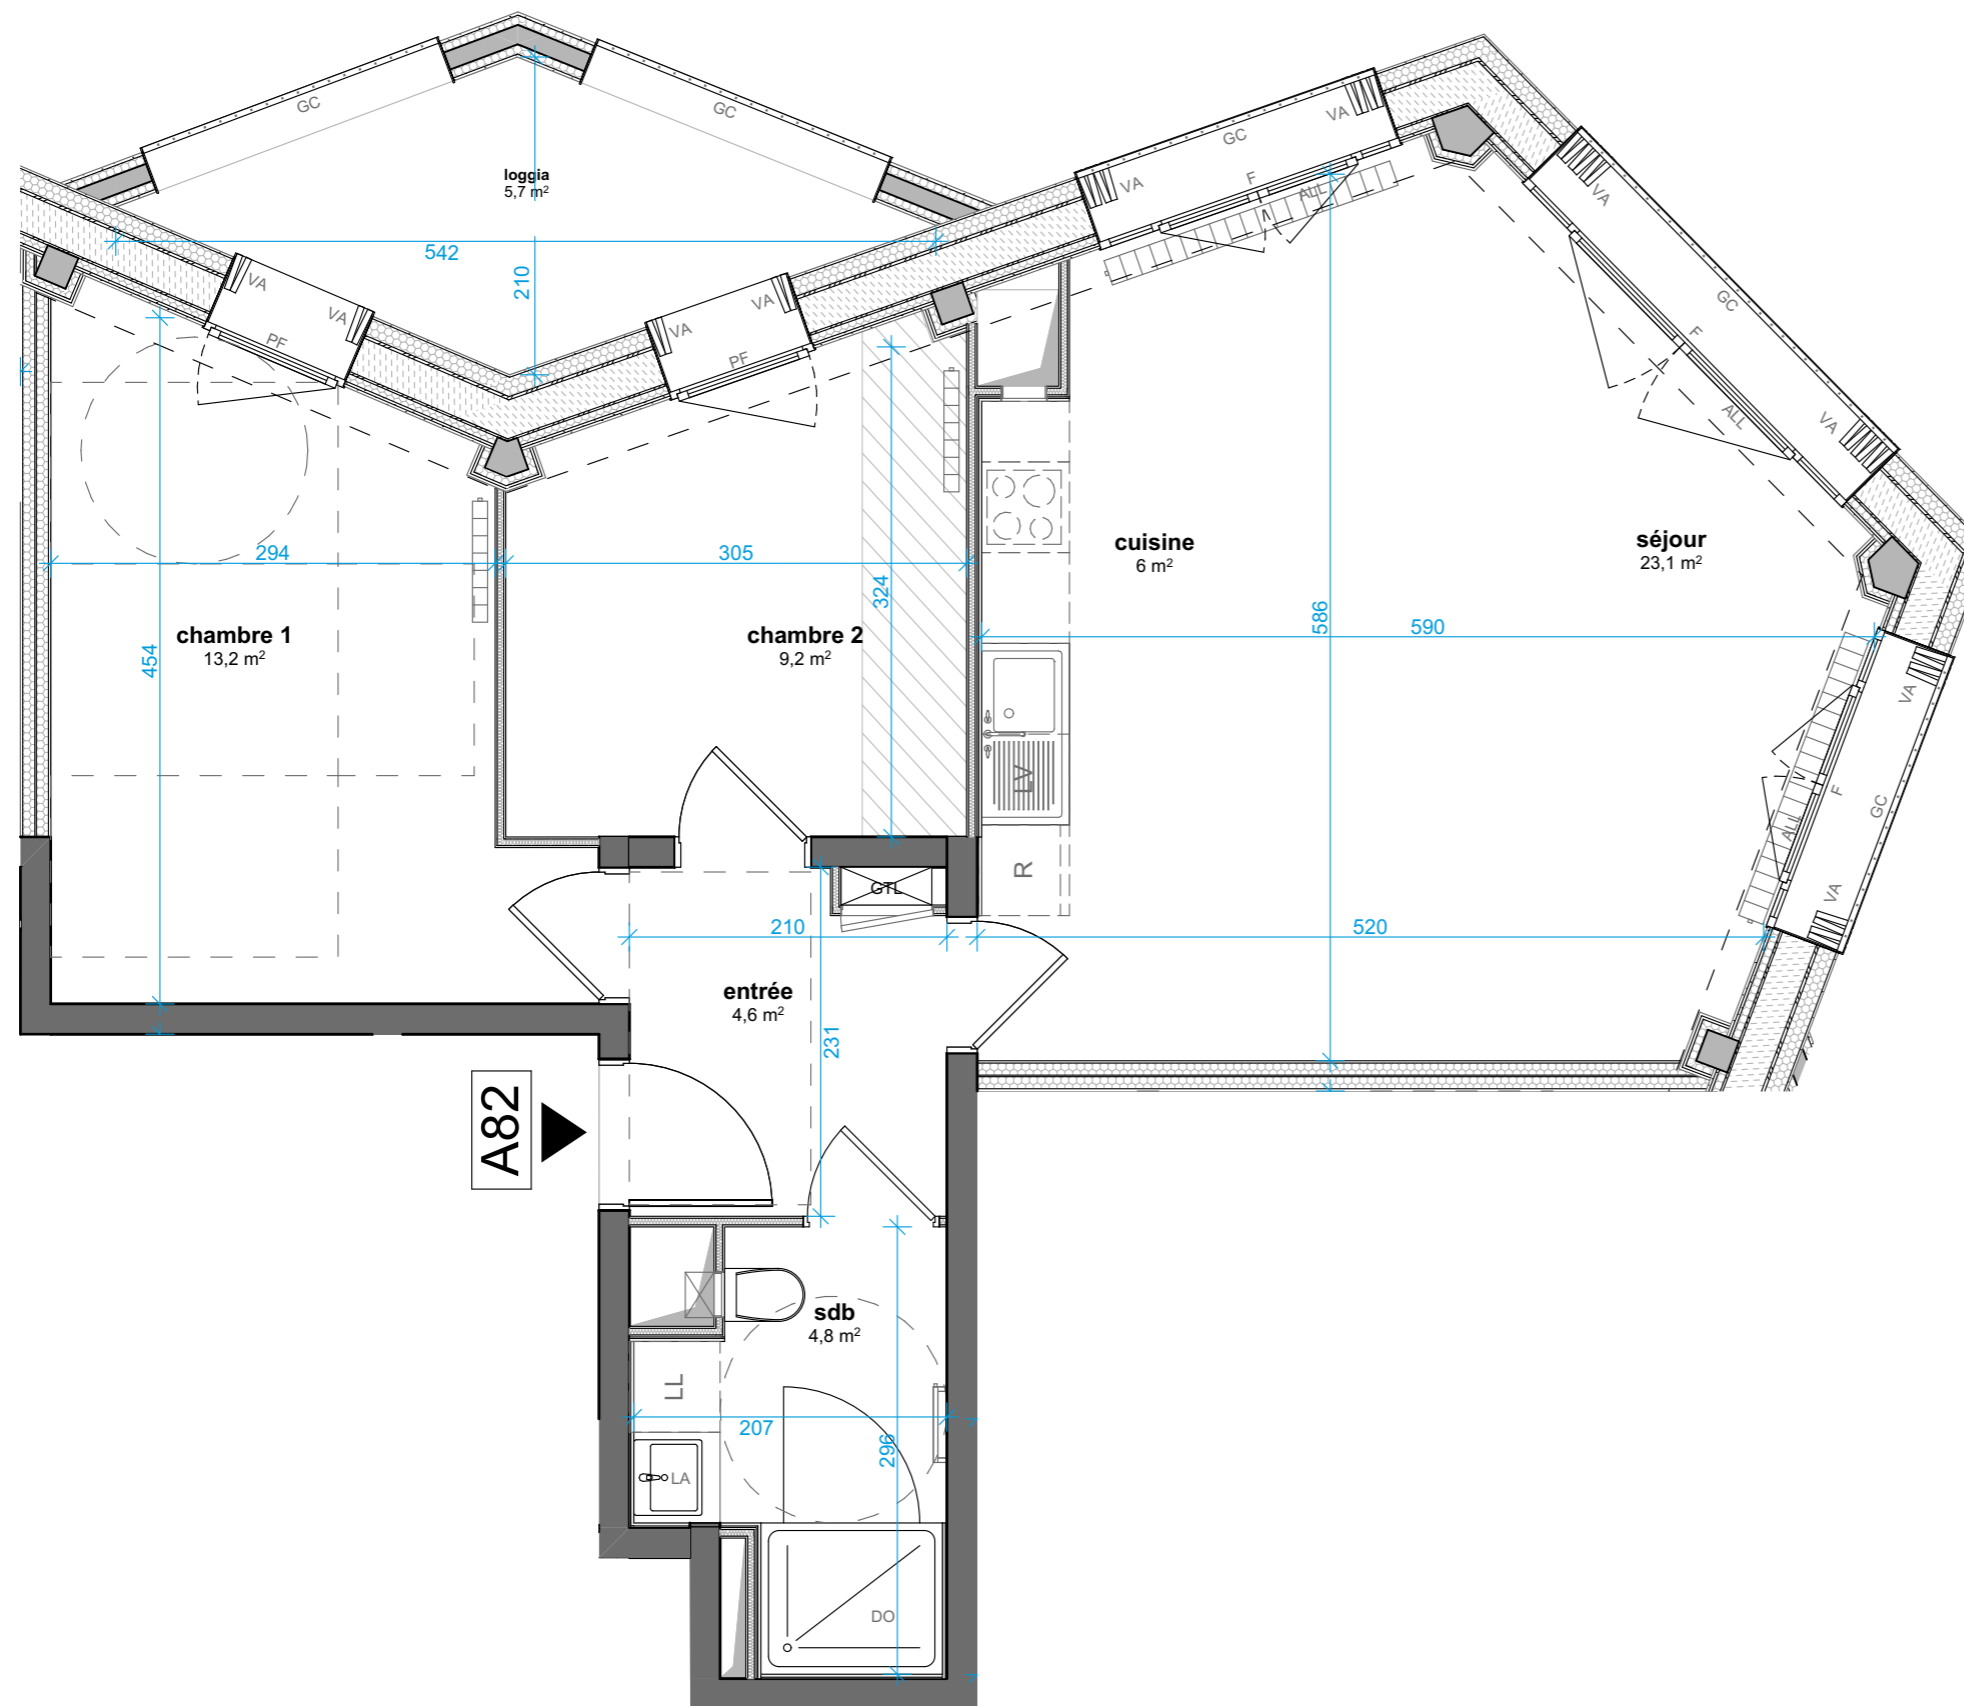 GC
GC
loggia
5,7 m²
542
210
VA
VA
PF
VA
VA
PF
VA
GC
VA
F
ALL
VA
GC
F
ALL
VA
294
305
324
454
chambre 1
13,2 m²
chambre 2
9,2 m²
cuisine
6 m²
séjour
23,1 m²
586
590
LV
R
VA
F
GC
ALL
VA
GTL
210
520
entrée
4,6 m²
231
A82
sdb
4,8 m²
LL
207
296
LA
DO